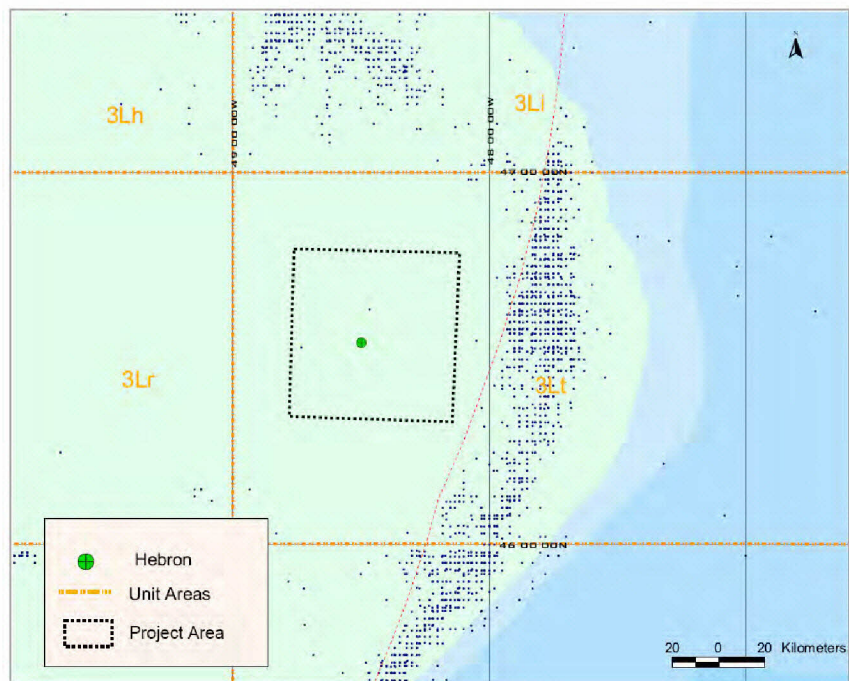 N
3Lh
3Li
49 00 00W
48 00 00W
47 00 00N
3Lr
3Lt
46 00 00N
Hebron
Unit Areas
Project Area
20 0 20 Kilometers